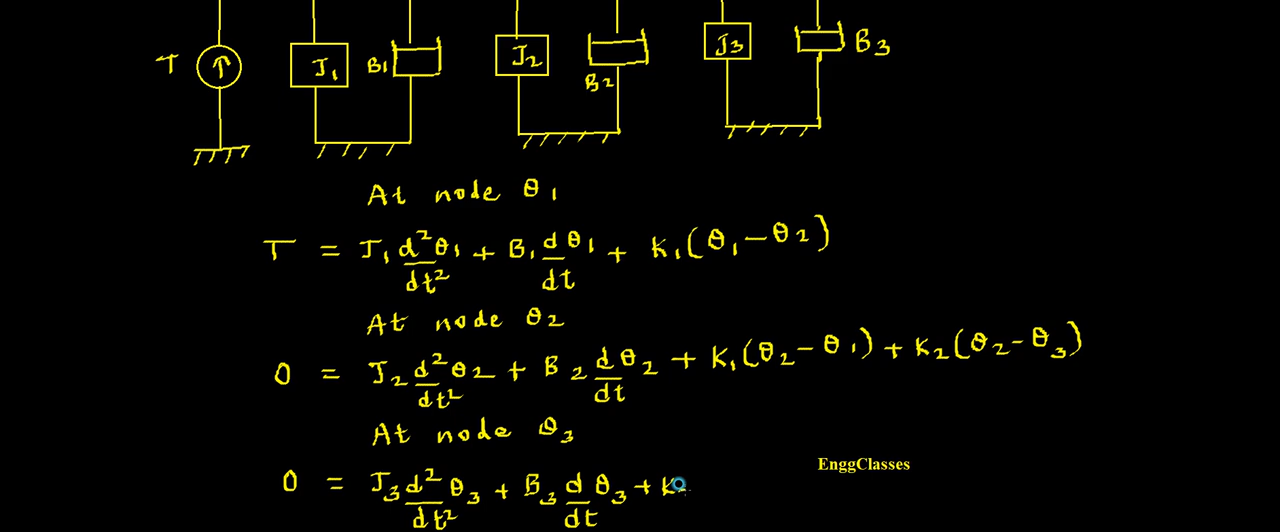 T J₁ B₁ J₂ B₂ J₃ B₃
At node θ₁
T = J₁ d²θ₁/dt² + B₁ dθ₁/dt + K₁(θ₁-θ₂)
At node θ₂
0 = J₂ d²θ₂/dt² + B₂ dθ₂/dt + K₁(θ₂-θ₁) + K₂(θ₂-θ₃)
At node θ₃
EnggClasses
0 = J₃ d²θ₃/dt² + B₃ d/dt θ₃ + K